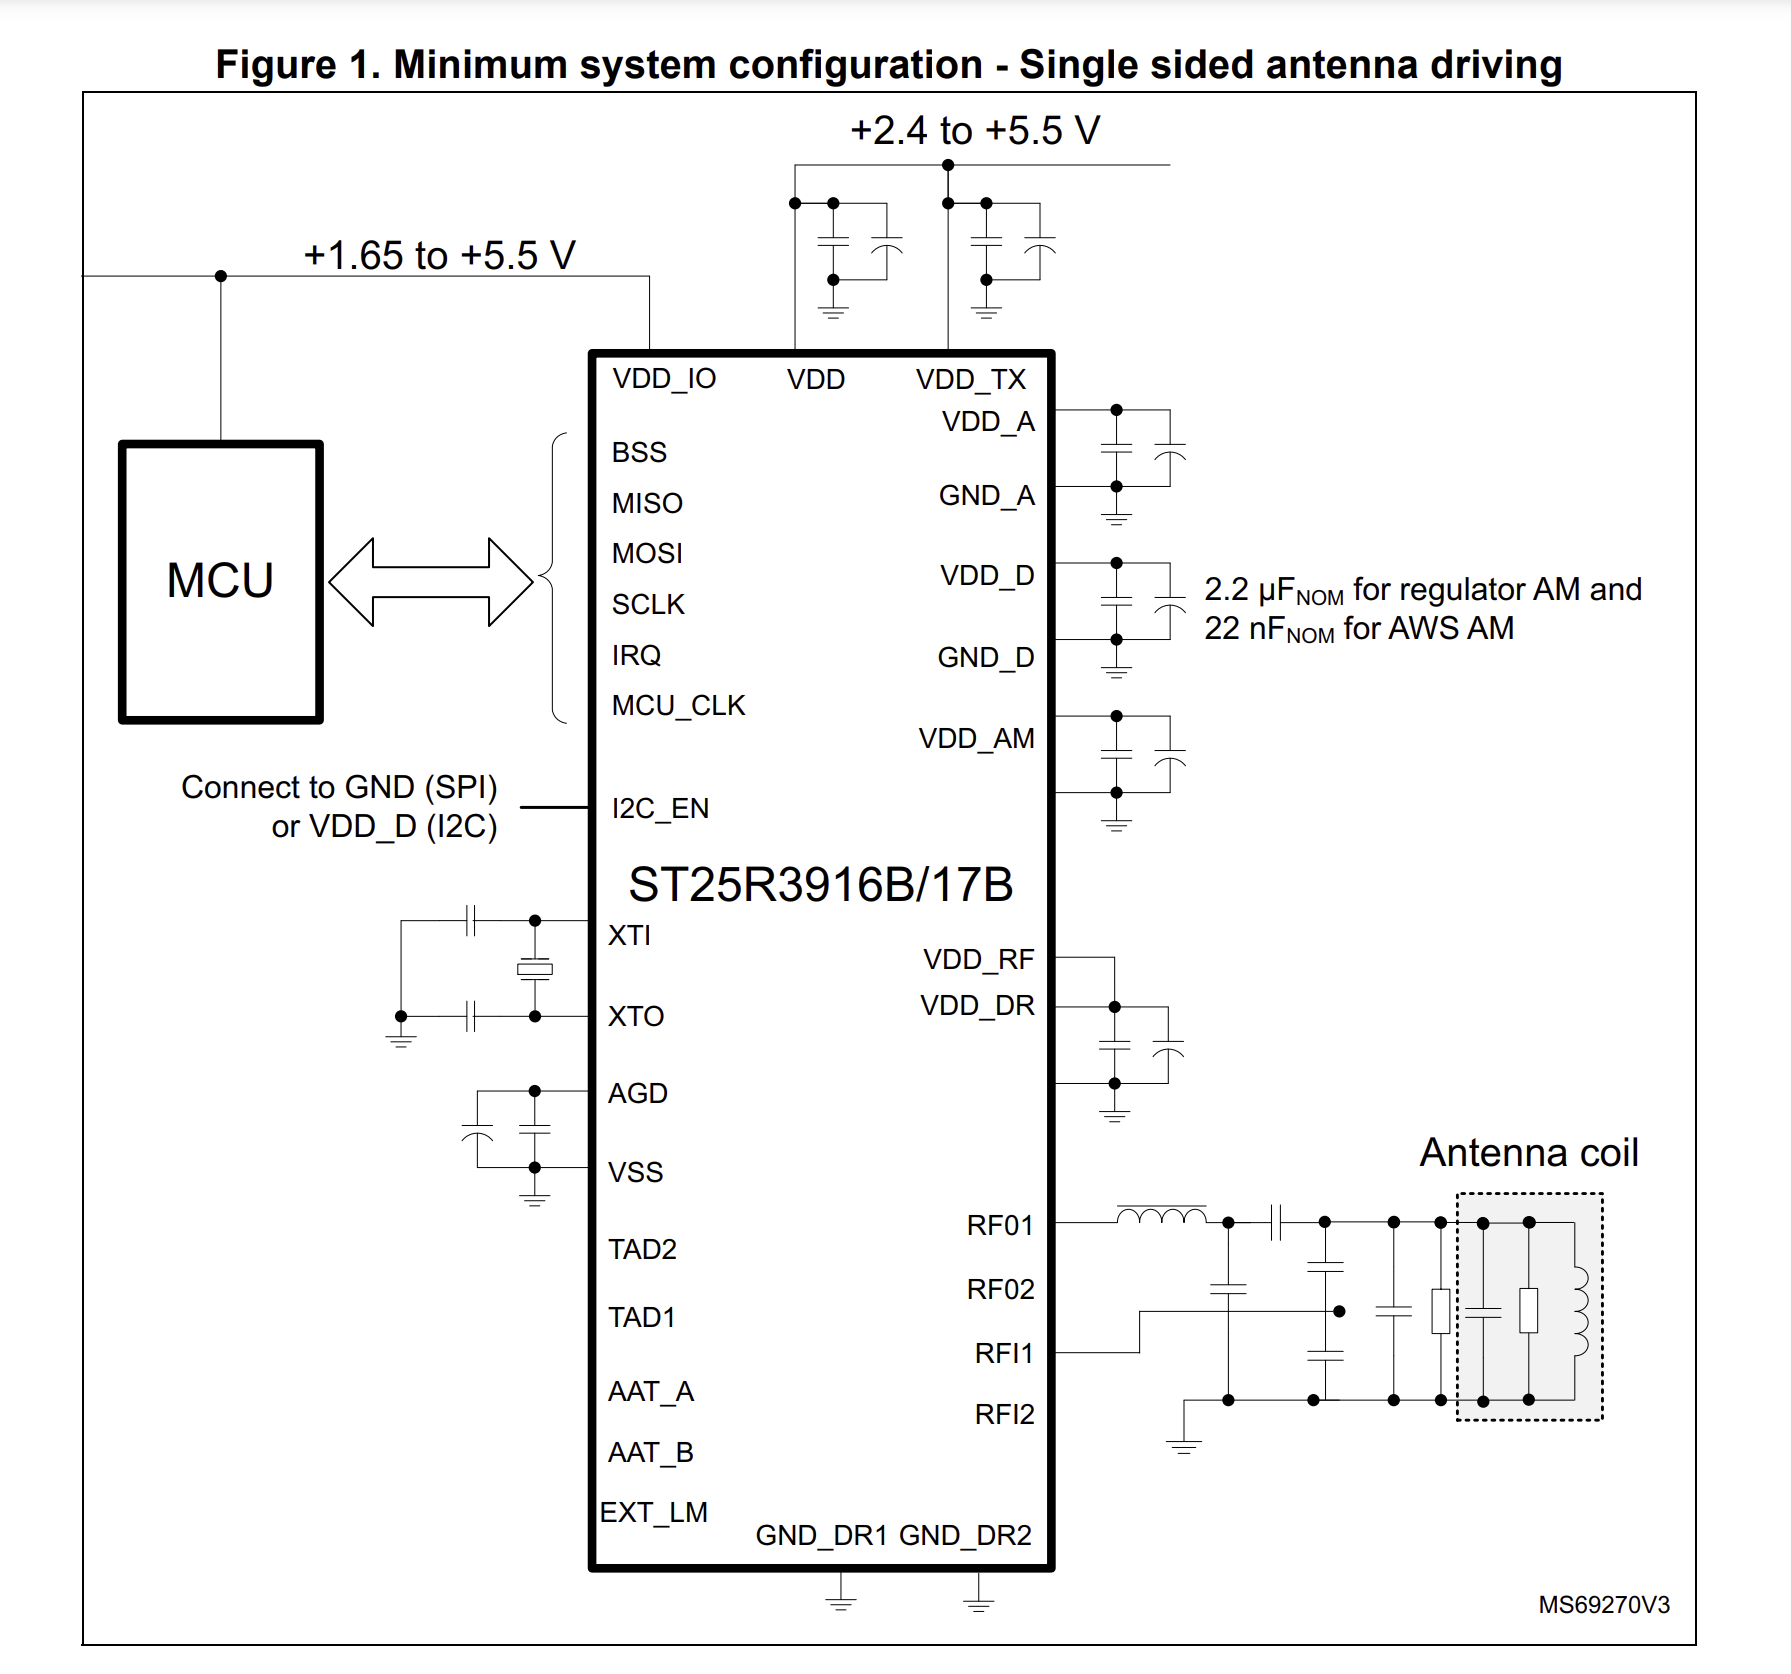 Figure 1. Minimum system configuration - Single sided antenna driving
+2.4 to +5.5 V
+1.65 to +5.5 V
VDD_IO
VDD
VDD_TX
VDD_A
BSS
GND_A
MISO
MOSI
VDD_D
2.2 µFNOM for regulator AM and
22 nFNOM for AWS AM
MCU
SCLK
GND_D
IRQ
MCU_CLK
VDD_AM
Connect to GND (SPI)
or VDD_D (I2C)
I2C_EN
ST25R3916B/17B
XTI
VDD_RF
VDD_DR
XTO
AGD
VSS
Antenna coil
RF01
TAD2
RF02
TAD1
RFI1
AAT_A
RFI2
AAT_B
EXT_LM
GND_DR1 GND_DR2
MS69270V3